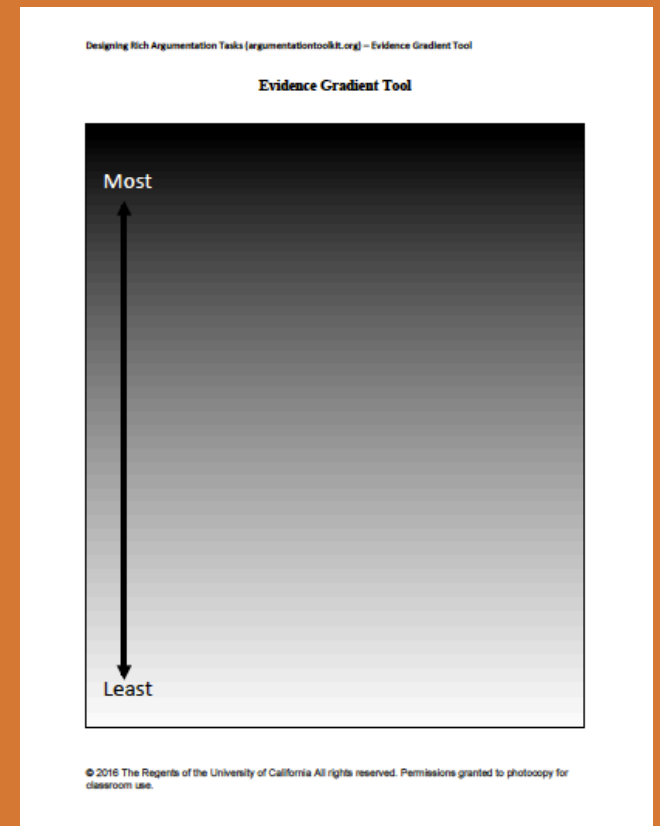 Designing Rich Argumentation Tasks (argumentationtoolkit.org) – Evidence Gradient Tool
Evidence Gradient Tool
Most
Least
© 2016 The Regents of the University of California All rights reserved. Permissions granted to photocopy for
classroom use.